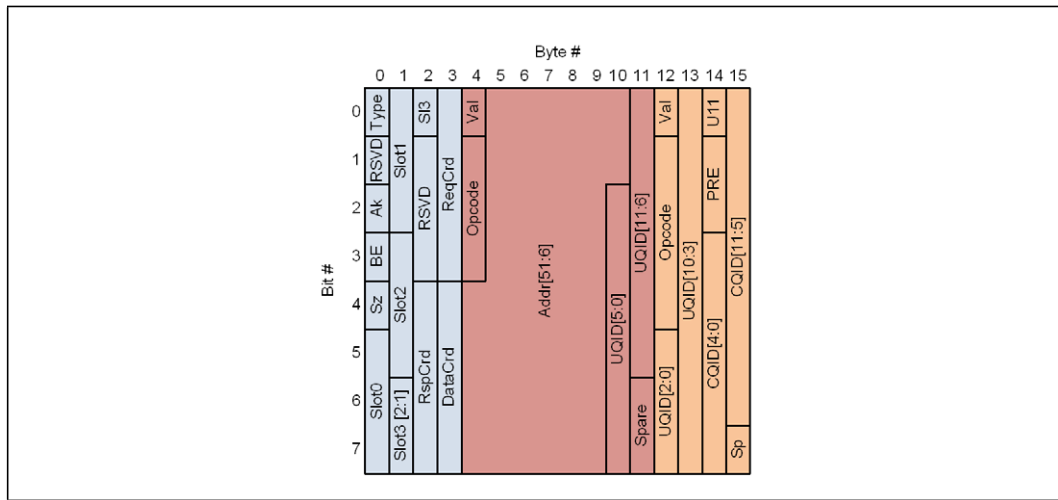 Byte #
0 1 2 3 4 5 6 7 8 9 10 11 12 13 14 15
Bit #
0
1
2
3
4
5
6
7
Type
RSVD
Ak
BE
Sz
Slot0
Slot1
Slot2
Slot3 [2:1]
Sl3
RSVD
RspCrd
ReqCrd
DataCrd
Val
Opcode
Addr[51:6]
UQID[5:0]
UQID[11:6]
Spare
Val
Opcode
UQID[2:0]
UQID[10:3]
U11
PRE
CQID[4:0]
CQID[11:5]
Sp